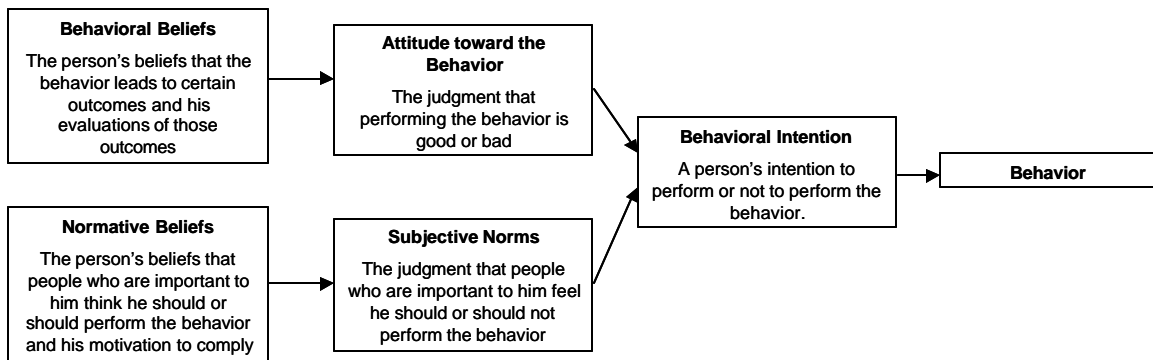 Behavioral Beliefs
The person's beliefs that the
behavior leads to certain
outcomes and his
evaluations of those
outcomes
Attitude toward the
Behavior
The judgment that
performing the behavior is
good or bad
Normative Beliefs
The person's beliefs that
people who are important to
him think he should or
should perform the behavior
and his motivation to comply
Subjective Norms
The judgment that people
who are important to him feel
he should or should not
perform the behavior
Behavioral Intention
A person's intention to
perform or not to perform the
behavior.
Behavior